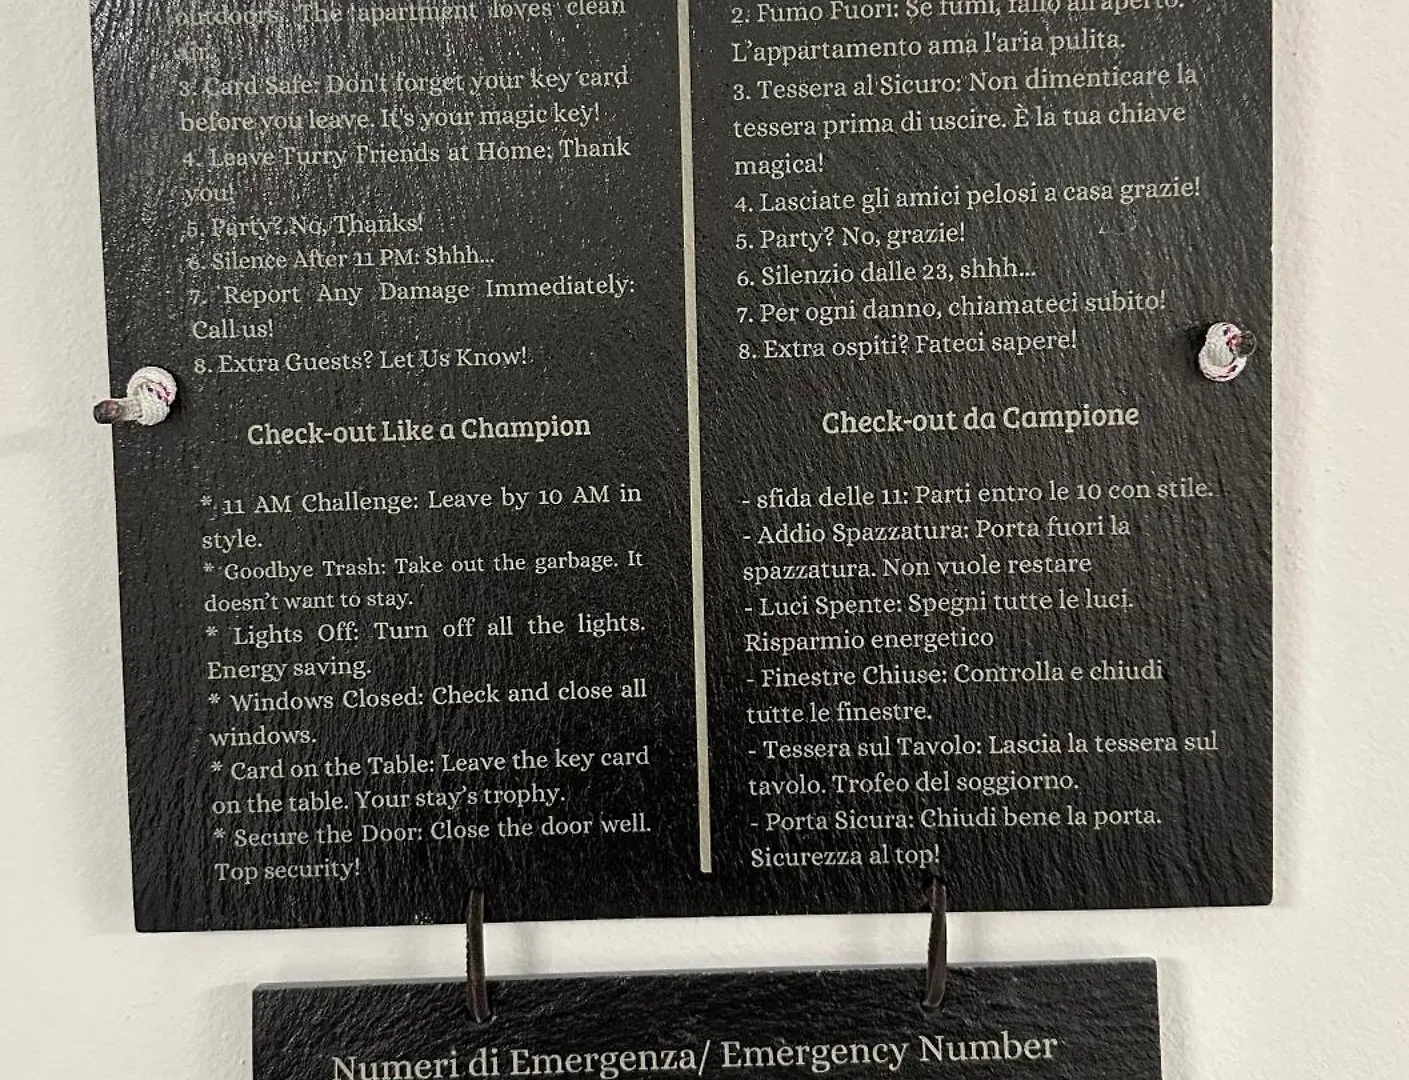 outdoors. The apartment loves clean
air.
3. Card Safe: Don't forget your key card
before you leave. It's your magic key!
4. Leave Furry Friends at Home: Thank
you!
5. Party? No, Thanks!
6. Silence After 11 PM: Shhh...
7. Report Any Damage Immediately:
Call us!
8. Extra Guests? Let Us Know!
Check-out Like a Champion
* 11 AM Challenge: Leave by 10 AM in
style.
* Goodbye Trash: Take out the garbage. It
doesn't want to stay.
* Lights Off: Turn off all the lights.
Energy saving.
* Windows Closed: Check and close all
windows.
* Card on the Table: Leave the key card
on the table. Your stay's trophy.
* Secure the Door: Close the door well.
Top security!
2. Fumo Fuori: Se fumi, fallo all'aperto.
L'appartamento ama l'aria pulita.
3. Tessera al Sicuro: Non dimenticare la
tessera prima di uscire. È la tua chiave
magica!
4. Lasciate gli amici pelosi a casa grazie!
5. Party? No, grazie!
6. Silenzio dalle 23, shhh...
7. Per ogni danno, chiamateci subito!
8. Extra ospiti? Fateci sapere!
Check-out da Campione
- sfida delle 11: Parti entro le 10 con stile.
- Addio Spazzatura: Porta fuori la
spazzatura. Non vuole restare
- Luci Spente: Spegni tutte le luci.
Risparmio energetico
- Finestre Chiuse: Controlla e chiudi
tutte le finestre.
- Tessera sul Tavolo: Lascia la tessera sul
tavolo. Trofeo del soggiorno.
- Porta Sicura: Chiudi bene la porta.
Sicurezza al top!
Numeri di Emergenza/ Emergency Number